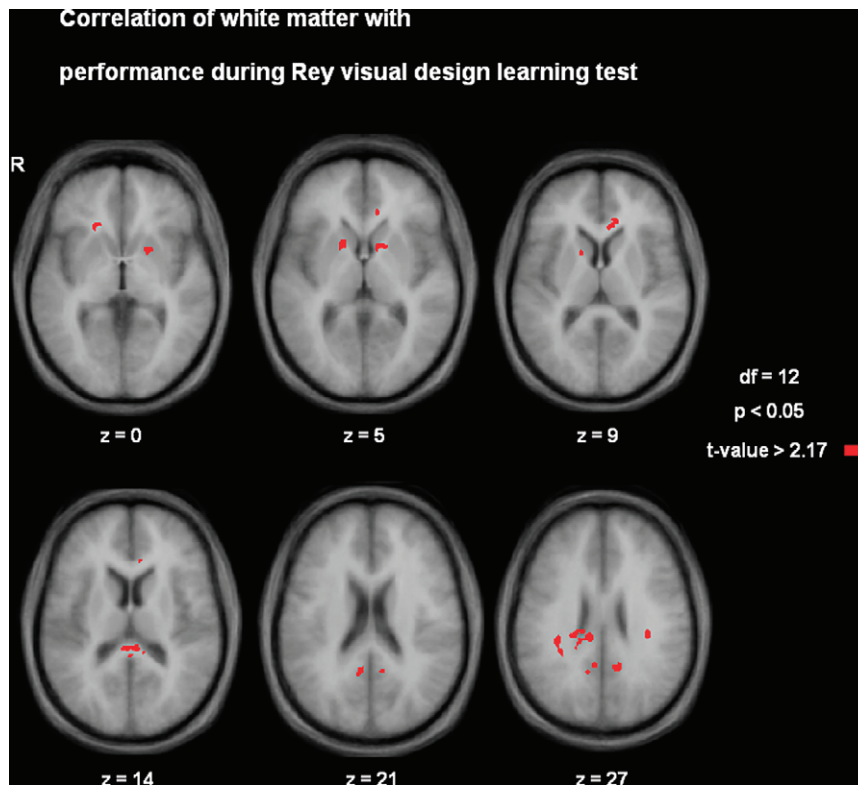 Correlation of white matter with
performance during Rey visual design learning test
R
z = 0
z = 5
z = 9
df = 12
p < 0.05
t-value > 2.17
z = 14
z = 21
z = 27